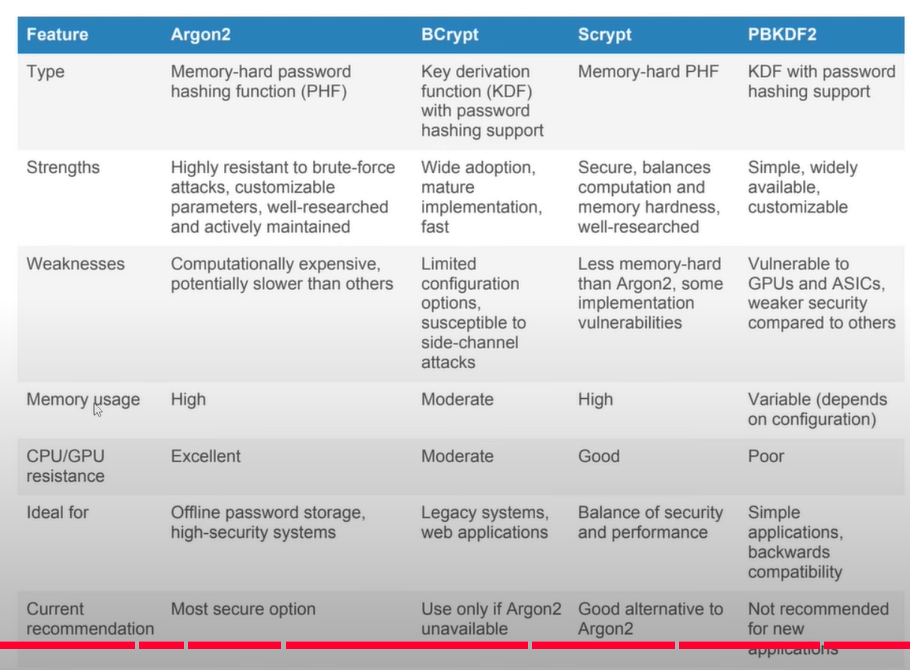 Feature Argon2 BCrypt Scrypt PBKDF2
Type
Memory-hard password
hashing function (PHF)
Key derivation
function (KDF)
with password
hashing support
Memory-hard PHF
KDF with password
hashing support
Strengths
Highly resistant to brute-force
attacks, customizable
parameters, well-researched
and actively maintained
Wide adoption,
mature
implementation,
fast
Secure, balances
computation and
memory hardness,
well-researched
Simple, widely
available,
customizable
Weaknesses
Computationally expensive,
potentially slower than others
Limited
configuration
options,
susceptible to
side-channel
attacks
Less memory-hard
than Argon2, some
implementation
vulnerabilities
Vulnerable to
GPUs and ASICs,
weaker security
compared to others
Memory usage
High
Moderate
High
Variable (depends
on configuration)
CPU/GPU
resistance
Excellent
Moderate
Good
Poor
Ideal for
Offline password storage,
high-security systems
Legacy systems,
web applications
Balance of security
and performance
Simple
applications,
backwards
compatibility
Current
recommendation
Most secure option
Use only if Argon2
unavailable
Good alternative to
Argon2
Not recommended
for new
applications